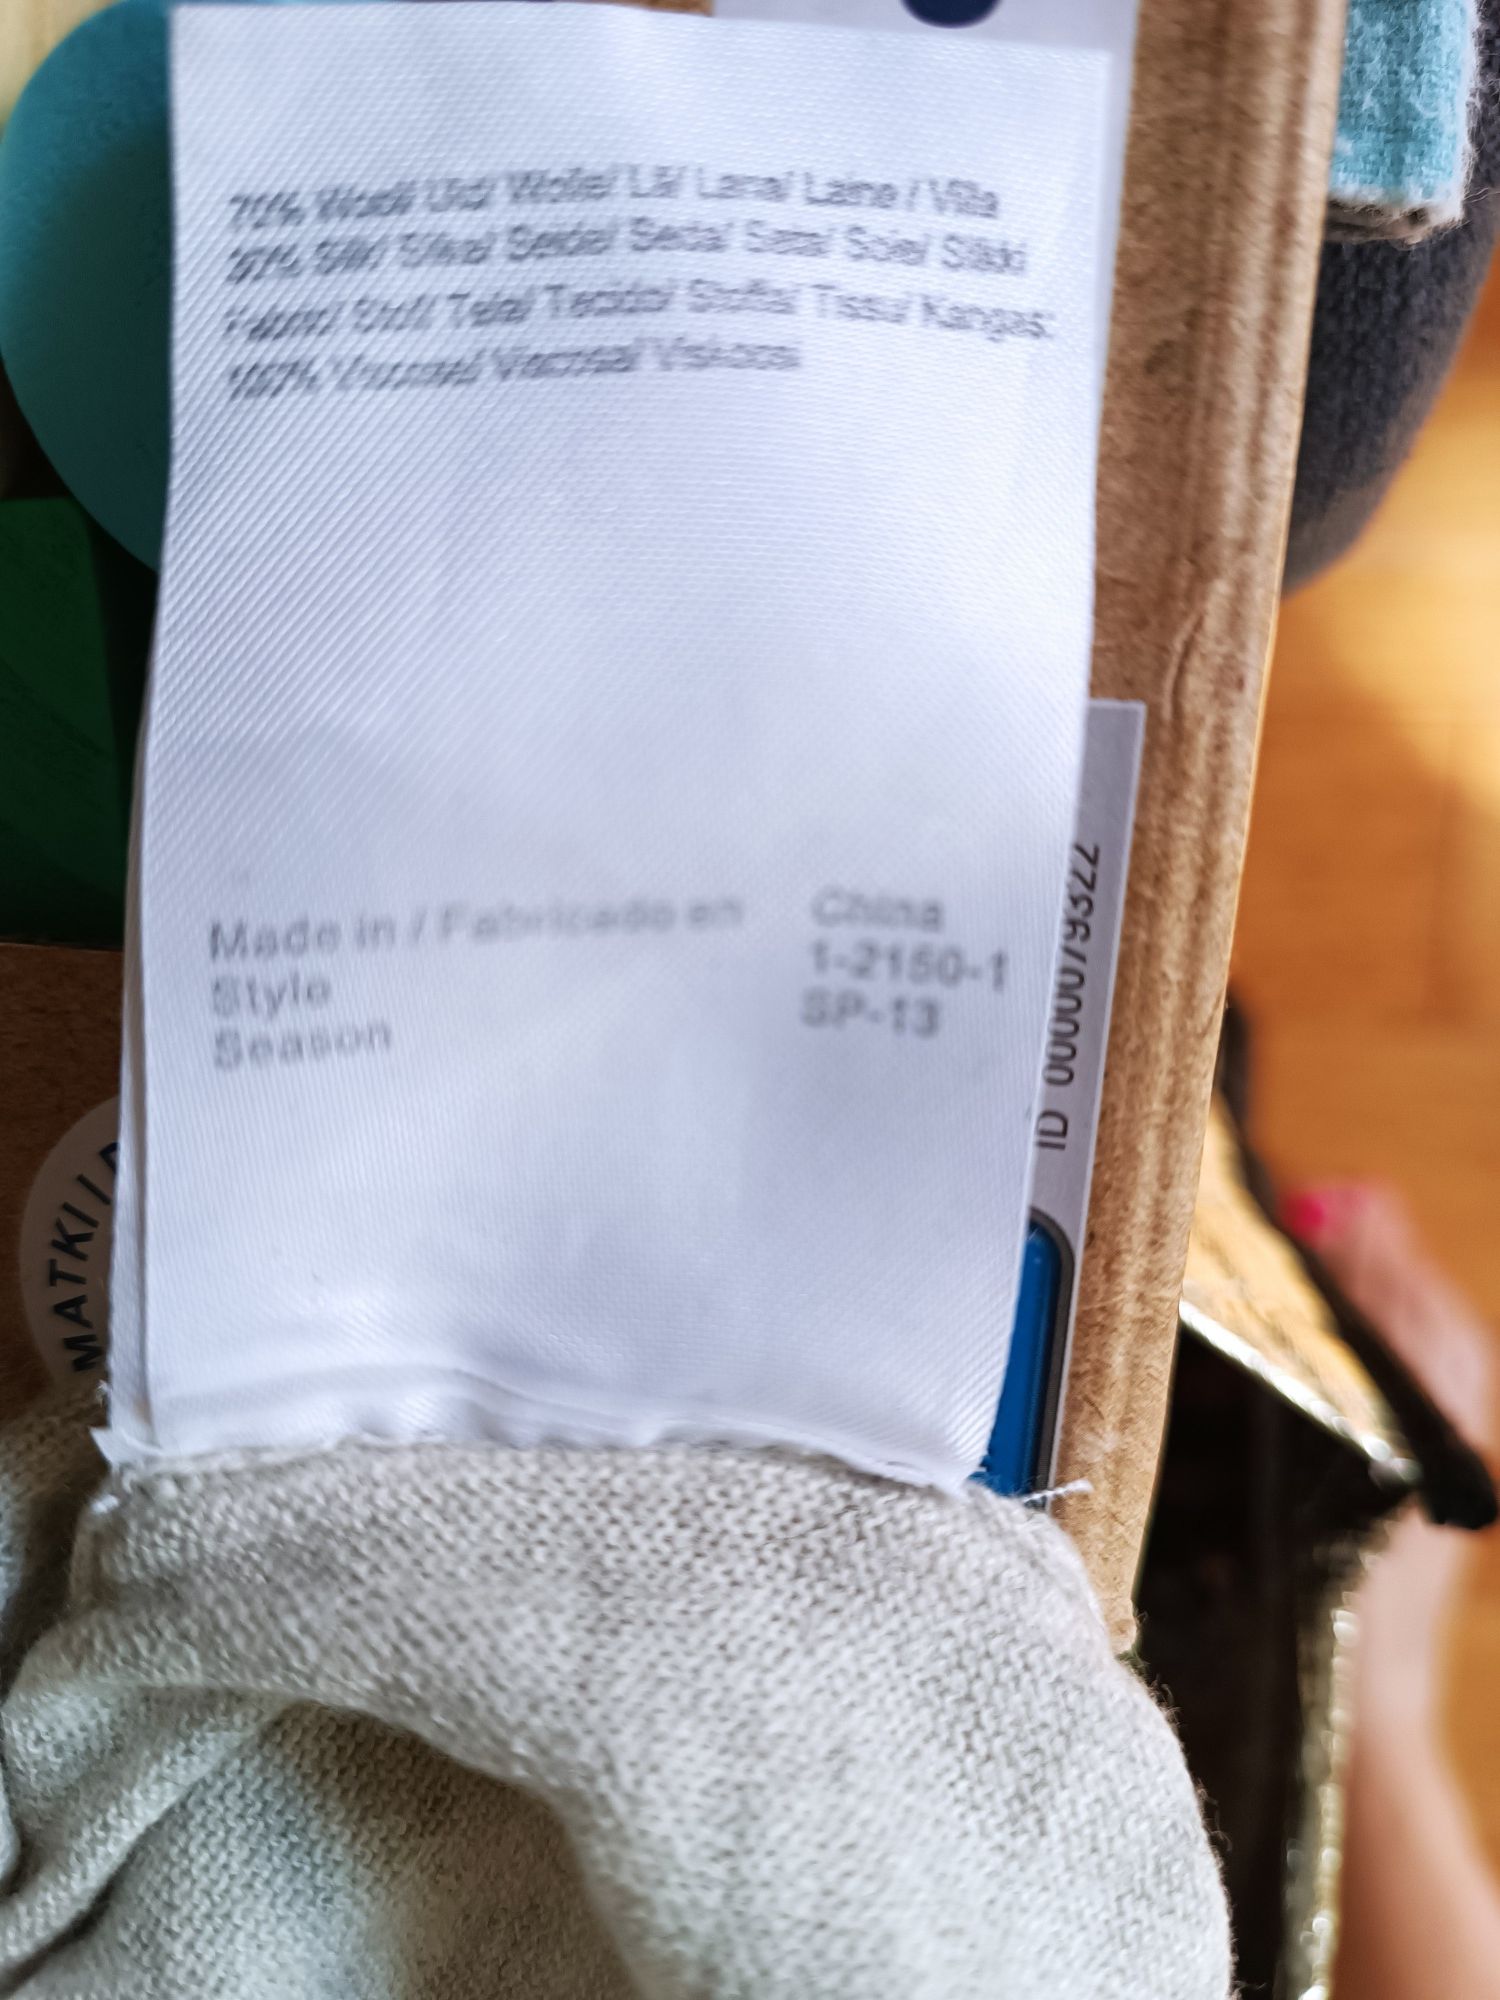 70% Wool/ Uld/ Wolle/ Lã/ Lana/ Laine / Villa
30% Silk/ Silke/ Seide/ Seda/ Seta/ Soie/ Silkki
Fabric/ Stof/ Tela/ Tecido/ Stoffa/ Tissu/ Kangas:
100% Viscose/ Viscosa/ Viskoosi
Made in / Fabricado en China
Style 1-2150-1
Season SP-13
ID 0000079322
MATKI